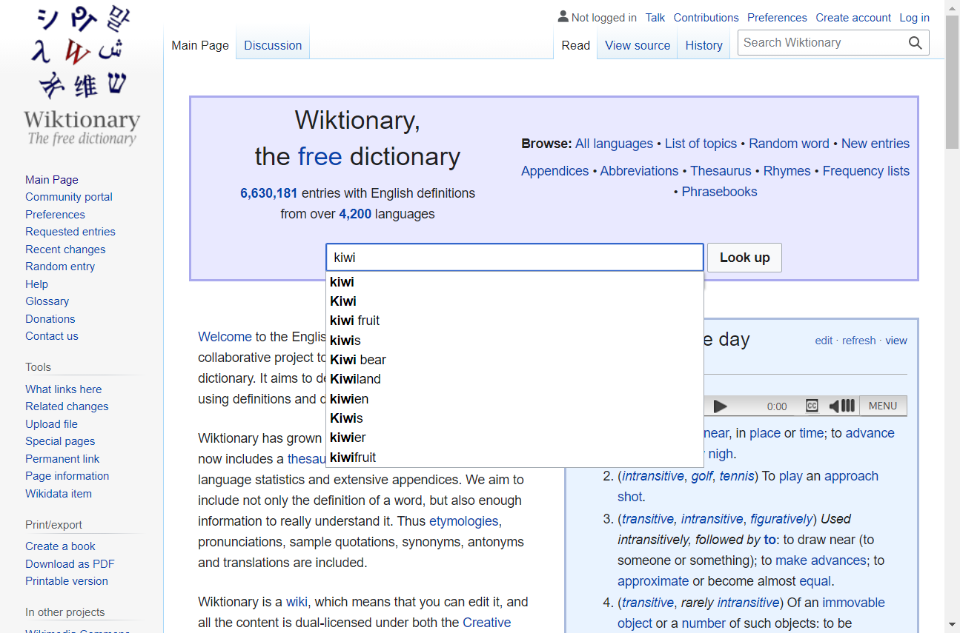 Wiktionary
The free dictionary
Not logged in Talk Contributions Preferences Create account Log in
Main Page Discussion Read View source History Search Wiktionary
Main Page
Community portal
Preferences
Requested entries
Recent changes
Random entry
Help
Glossary
Donations
Contact us
Tools
What links here
Related changes
Upload file
Special pages
Permanent link
Page information
Wikidata item
Print/export
Create a book
Download as PDF
Printable version
In other projects
Wiktionary,
the free dictionary
6,630,181 entries with English definitions
from over 4,200 languages
Browse: All languages • List of topics • Random word • New entries
Appendices • Abbreviations • Thesaurus • Rhymes • Frequency lists
• Phrasebooks
kiwi Look up
kiwi
Kiwi
kiwi fruit
kiwis
Kiwi bear
Kiwiland
kiwien
Kiwis
kiwier
kiwifruit
Welcome to the
collaborative project
dictionary. It aims to
using definitions and
Wiktionary has grown
now includes a
language statistics and extensive appendices. We aim to
include not only the definition of a word, but also enough
information to really understand it. Thus etymologies,
pronunciations, sample quotations, synonyms, antonyms
and translations are included.
Wiktionary is a wiki, which means that you can edit it, and
all the content is dual-licensed under both the Creative
day edit · refresh · view
0:00 CC MENU
near, in place or time; to advance
nigh.
2. (intransitive, golf, tennis) To play an approach
shot.
3. (transitive, intransitive, figuratively) Used
intransitively, followed by to: to draw near (to
someone or something); to make advances; to
approximate or become almost equal.
4. (transitive, rarely intransitive) Of an immovable
object or a number of such objects: to be